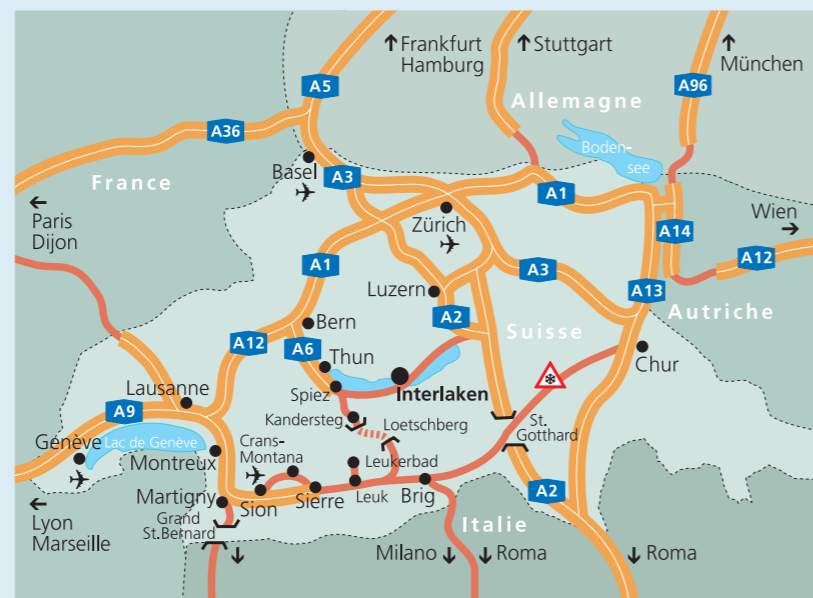 ↑ Frankfurt
Hamburg
↑ Stuttgart
↑
München
A5
A96
Allemagne
A36
Boden-
see
Basel
A3
A1
France
←
Paris
Dijon
Zürich
Wien
→
A14
A12
A1
A3
A13
Luzern
Autriche
Bern
A2
Suisse
A12
A6
Thun
Chur
Interlaken
Spiez
Lausanne
A9
Kandersteg
Loetschberg
St.
Gotthard
Génève
Lac de Genève
Crans-
Montana
Montreux
Leukerbad
A2
Martigny
Sion
Sierre
Leuk
Brig
Grand
St.Bernard
←
Lyon
Marseille
Italie
↓
Milano ↓
↓ Roma
↓ Roma